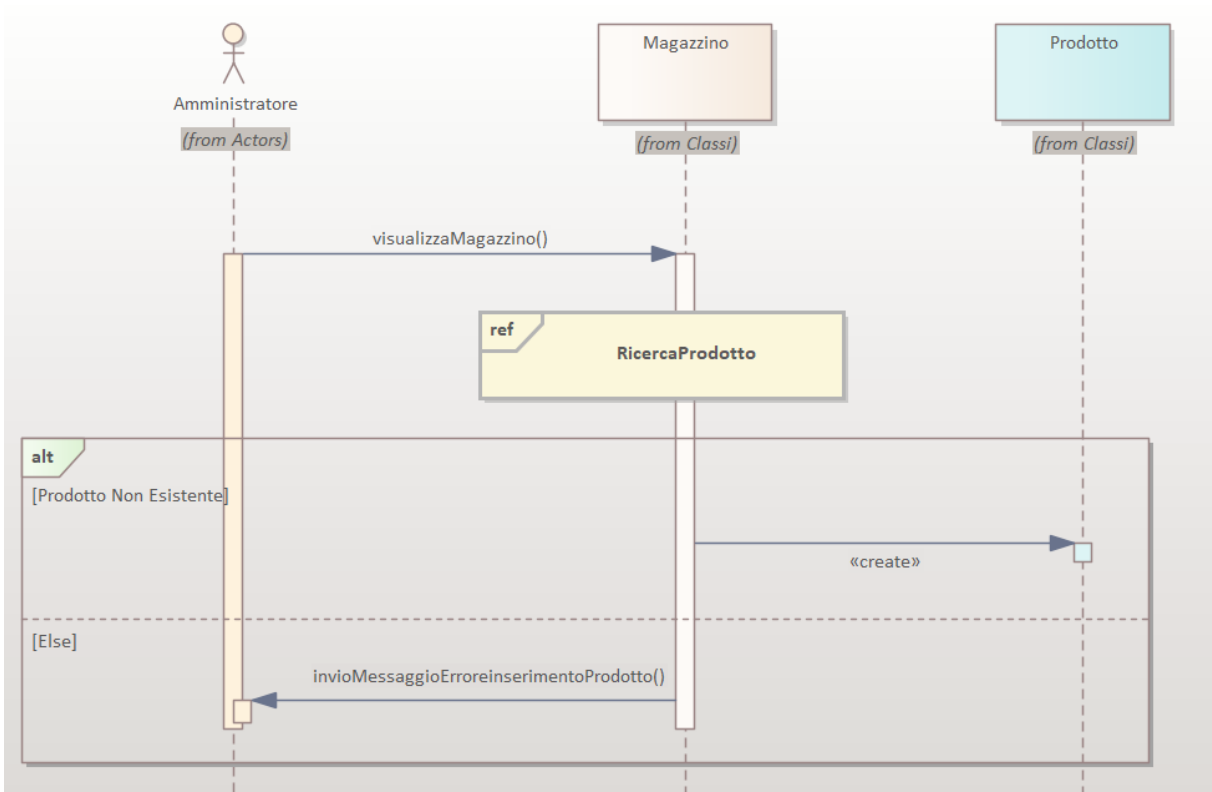 Amministratore
(from Actors)
Magazzino
(from Classi)
Prodotto
(from Classi)
visualizzaMagazzino()
ref
RicercaProdotto
alt
[Prodotto Non Esistente]
«create»
[Else]
invioMessaggioErroreinserimentoProdotto()